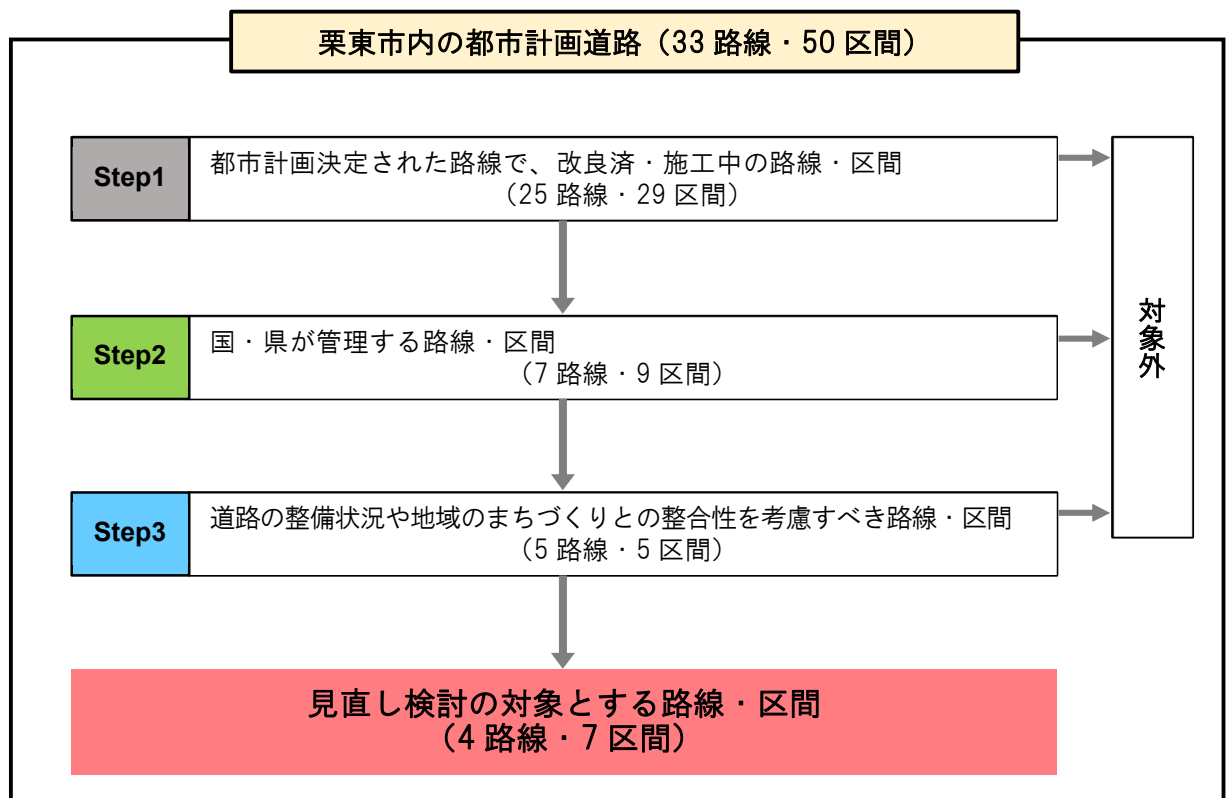 栗東市内の都市計画道路（33 路線・50 区間）
Step1
都市計画決定された路線で、改良済・施工中の路線・区間
（25 路線・29 区間）
Step2
国・県が管理する路線・区間
（7 路線・9 区間）
Step3
道路の整備状況や地域のまちづくりとの整合性を考慮すべき路線・区間
（5 路線・5 区間）
対象外
見直し検討の対象とする路線・区間
（4 路線・7 区間）